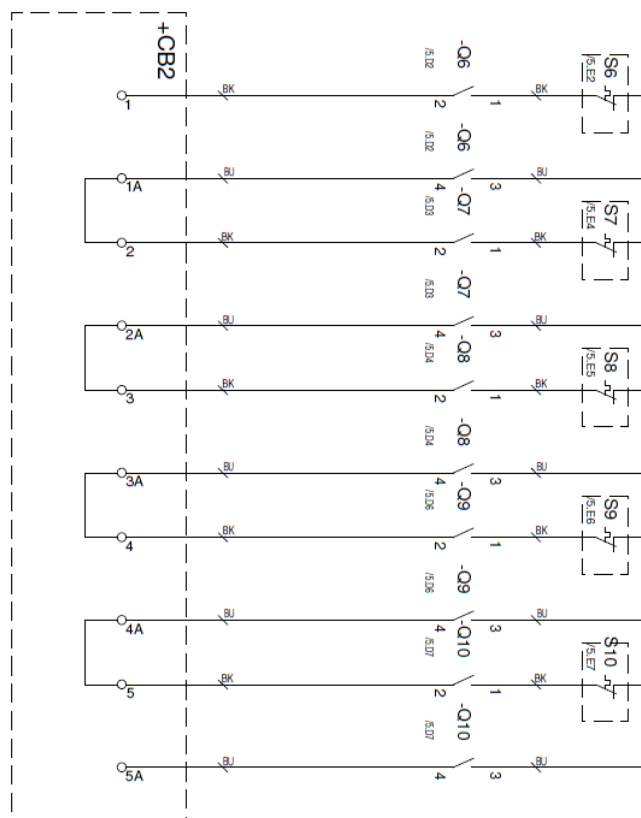 +CB2
-Q6
/5.D2
S6
/5.E2
1
BK
2
1
BK
-Q6
/5.D2
1A
BU
4
3
BU
-Q7
/5.D3
S7
/5.E4
2
BK
2
1
BK
-Q7
/5.D3
2A
BU
4
3
BU
-Q8
/5.D4
S8
/5.E5
3
BK
2
1
BK
-Q8
/5.D4
3A
BU
4
3
BU
-Q9
/5.D6
S9
/5.E6
4
BK
2
1
BK
-Q9
/5.D6
4A
BU
4
3
BU
-Q10
/5.D7
S10
/5.E7
5
BK
2
1
BK
-Q10
/5.D7
5A
BU
4
3
BU